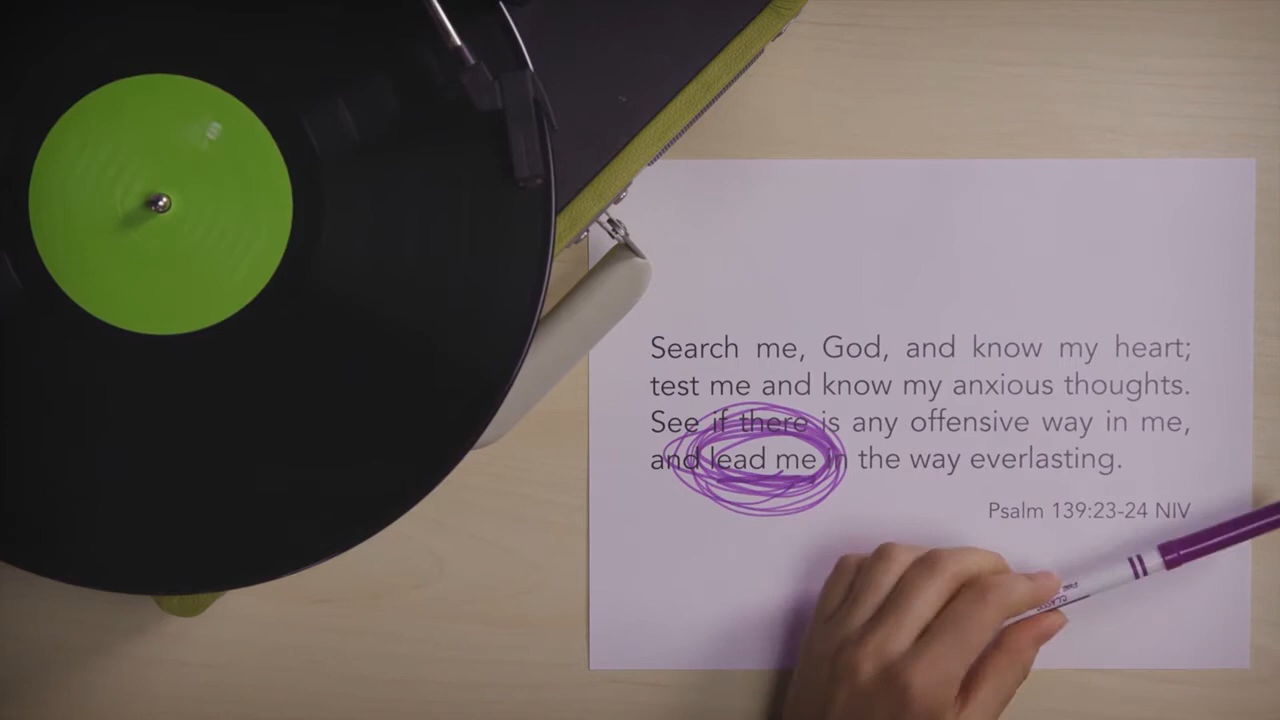 Search me, God, and know my heart;
test me and know my anxious thoughts.
See if there is any offensive way in me,
and lead me in the way everlasting.
Psalm 139:23-24 NIV